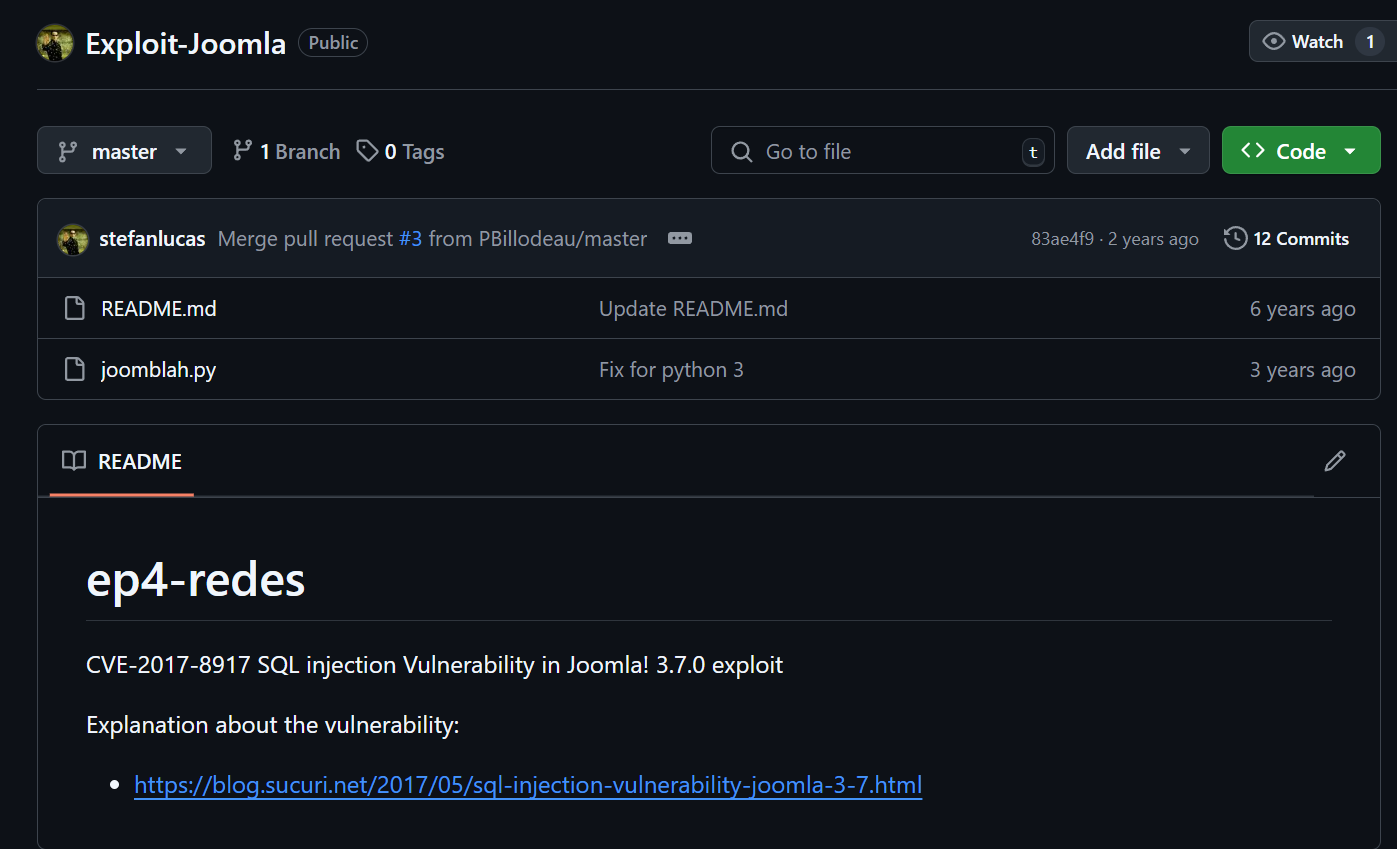 Exploit-Joomla Public Watch 1
master 1 Branch 0 Tags Go to file t Add file Code
stefanlucas Merge pull request #3 from PBillodeau/master 83ae4f9 · 2 years ago 12 Commits
README.md Update README.md 6 years ago
joomblah.py Fix for python 3 3 years ago
README
ep4-redes
CVE-2017-8917 SQL injection Vulnerability in Joomla! 3.7.0 exploit
Explanation about the vulnerability:
• https://blog.sucuri.net/2017/05/sql-injection-vulnerability-joomla-3-7.html